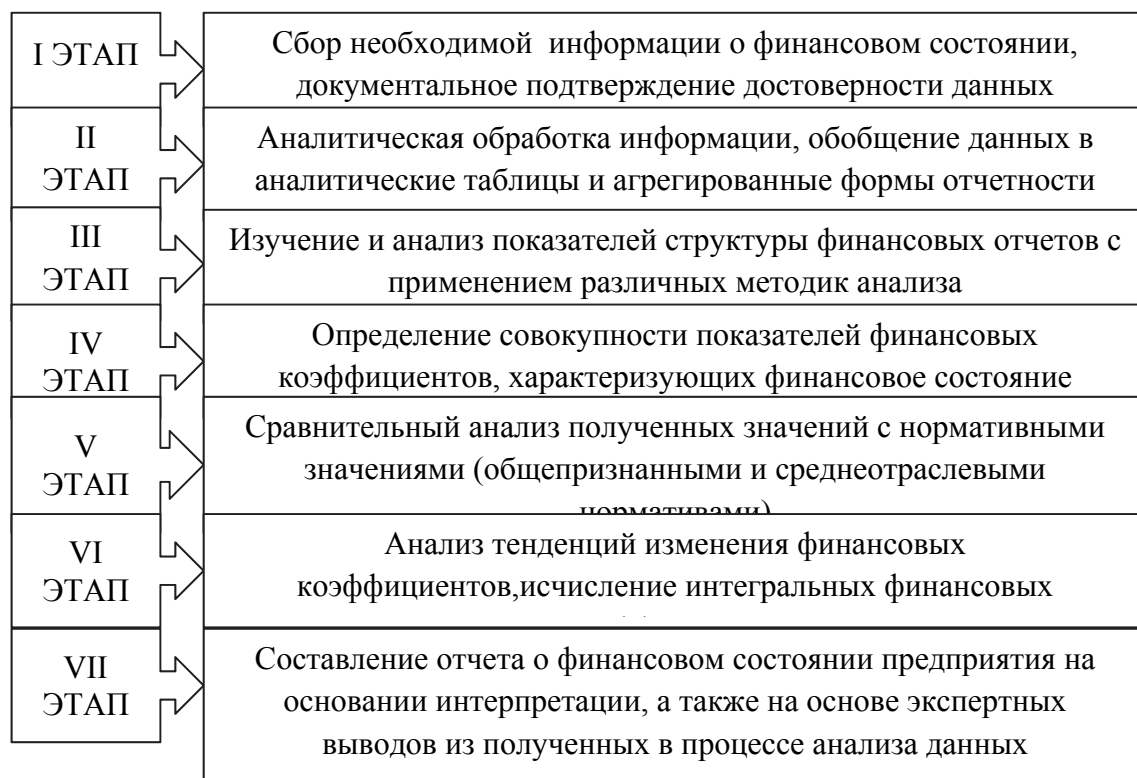 I ЭТАП
Сбор необходимой информации о финансовом состоянии,
документальное подтверждение достоверности данных
II
ЭТАП
Аналитическая обработка информации, обобщение данных в
аналитические таблицы и агрегированные формы отчетности
III
ЭТАП
Изучение и анализ показателей структуры финансовых отчетов с
применением различных методик анализа
IV
ЭТАП
Определение совокупности показателей финансовых
коэффициентов, характеризующих финансовое состояние
V
ЭТАП
Сравнительный анализ полученных значений с нормативными
значениями (общепризнанными и среднеотраслевыми
нормативами)
VI
ЭТАП
Анализ тенденций изменения финансовых
коэффициентов,исчисление интегральных финансовых
VII
ЭТАП
Составление отчета о финансовом состоянии предприятия на
основании интерпретации, а также на основе экспертных
выводов из полученных в процессе анализа данных